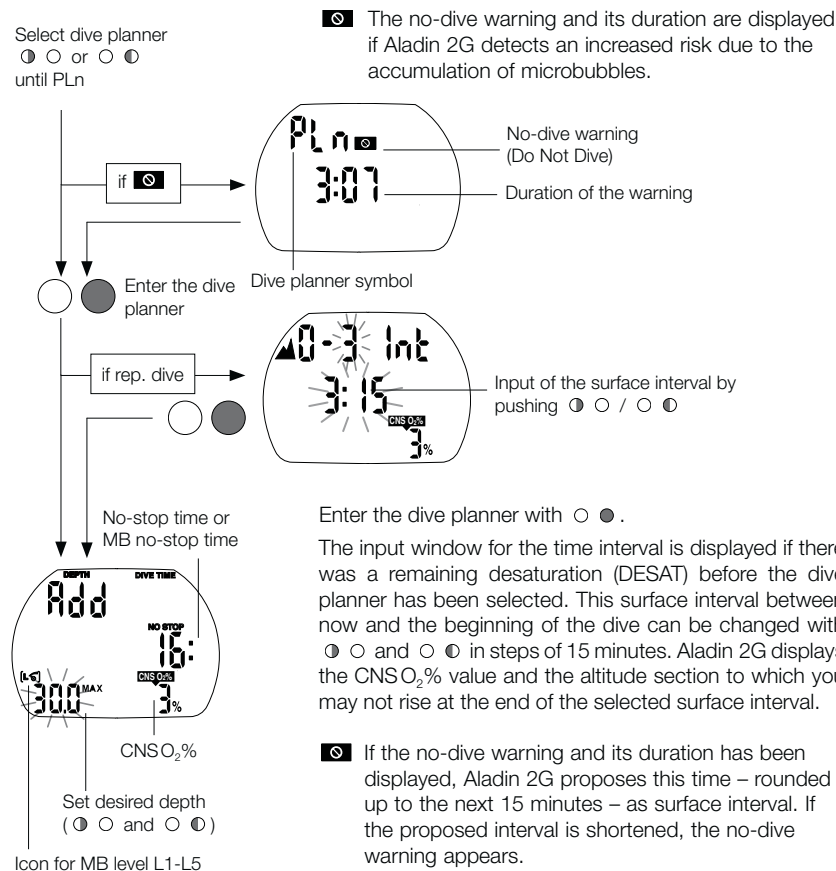 Select dive planner
or
until PLn
The no-dive warning and its duration are displayed
if Aladin 2G detects an increased risk due to the
accumulation of microbubbles.
if
PLn
3:07
No-dive warning
(Do Not Dive)
Duration of the warning
Enter the dive
planner
Dive planner symbol
if rep. dive
0-3 Int
3:15
CNS O₂%
3%
Input of the surface interval by
pushing /
No-stop time or
MB no-stop time
DEPTH DIVE TIME
Add
NO STOP
16:
CNS O₂%
30.0 MAX 3%
CNS O₂%
Set desired depth
( and )
Icon for MB level L1-L5
Enter the dive planner with .
The input window for the time interval is displayed if there
was a remaining desaturation (DESAT) before the dive
planner has been selected. This surface interval between
now and the beginning of the dive can be changed with
and in steps of 15 minutes. Aladin 2G displays
the CNS O₂% value and the altitude section to which you
may not rise at the end of the selected surface interval.
If the no-dive warning and its duration has been
displayed, Aladin 2G proposes this time – rounded
up to the next 15 minutes – as surface interval. If
the proposed interval is shortened, the no-dive
warning appears.